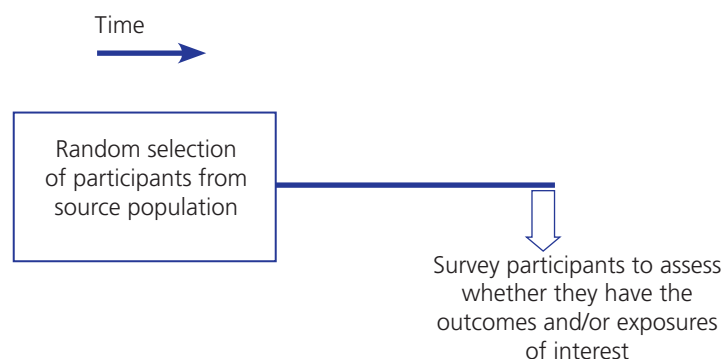 Time
Random selection
of participants from
source population
Survey participants to assess
whether they have the
outcomes and/or exposures
of interest